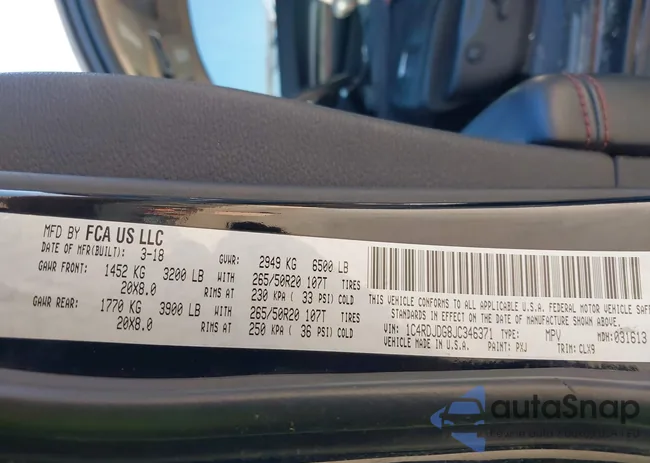 MFD BY FCA US LLC
DATE OF MFR(BUILT): 3-18 GVWR: 2949 KG 6500 LB
GAWR FRONT: 1452 KG 3200 LB WITH 265/50R20 107T TIRES
20X8.0 RIMS AT 230 KPA ( 33 PSI) COLD
GAWR REAR: 1770 KG 3900 LB WITH 265/50R20 107T TIRES
20X8.0 RIMS AT 250 KPA ( 36 PSI) COLD
THIS VEHICLE CONFORMS TO ALL APPLICABLE U.S.A. FEDERAL MOTOR VEHICLE SAFE
EFFECT ON THE DATE OF MANUFACTURE SHOWN ABOVE.
VIN: 1C4RDJDG8JC346371 TYPE: MPV MDH: 031613
VEHICLE MADE IN U.S.A. PAINT: PXJ TRIM: CLX9
autaSnap